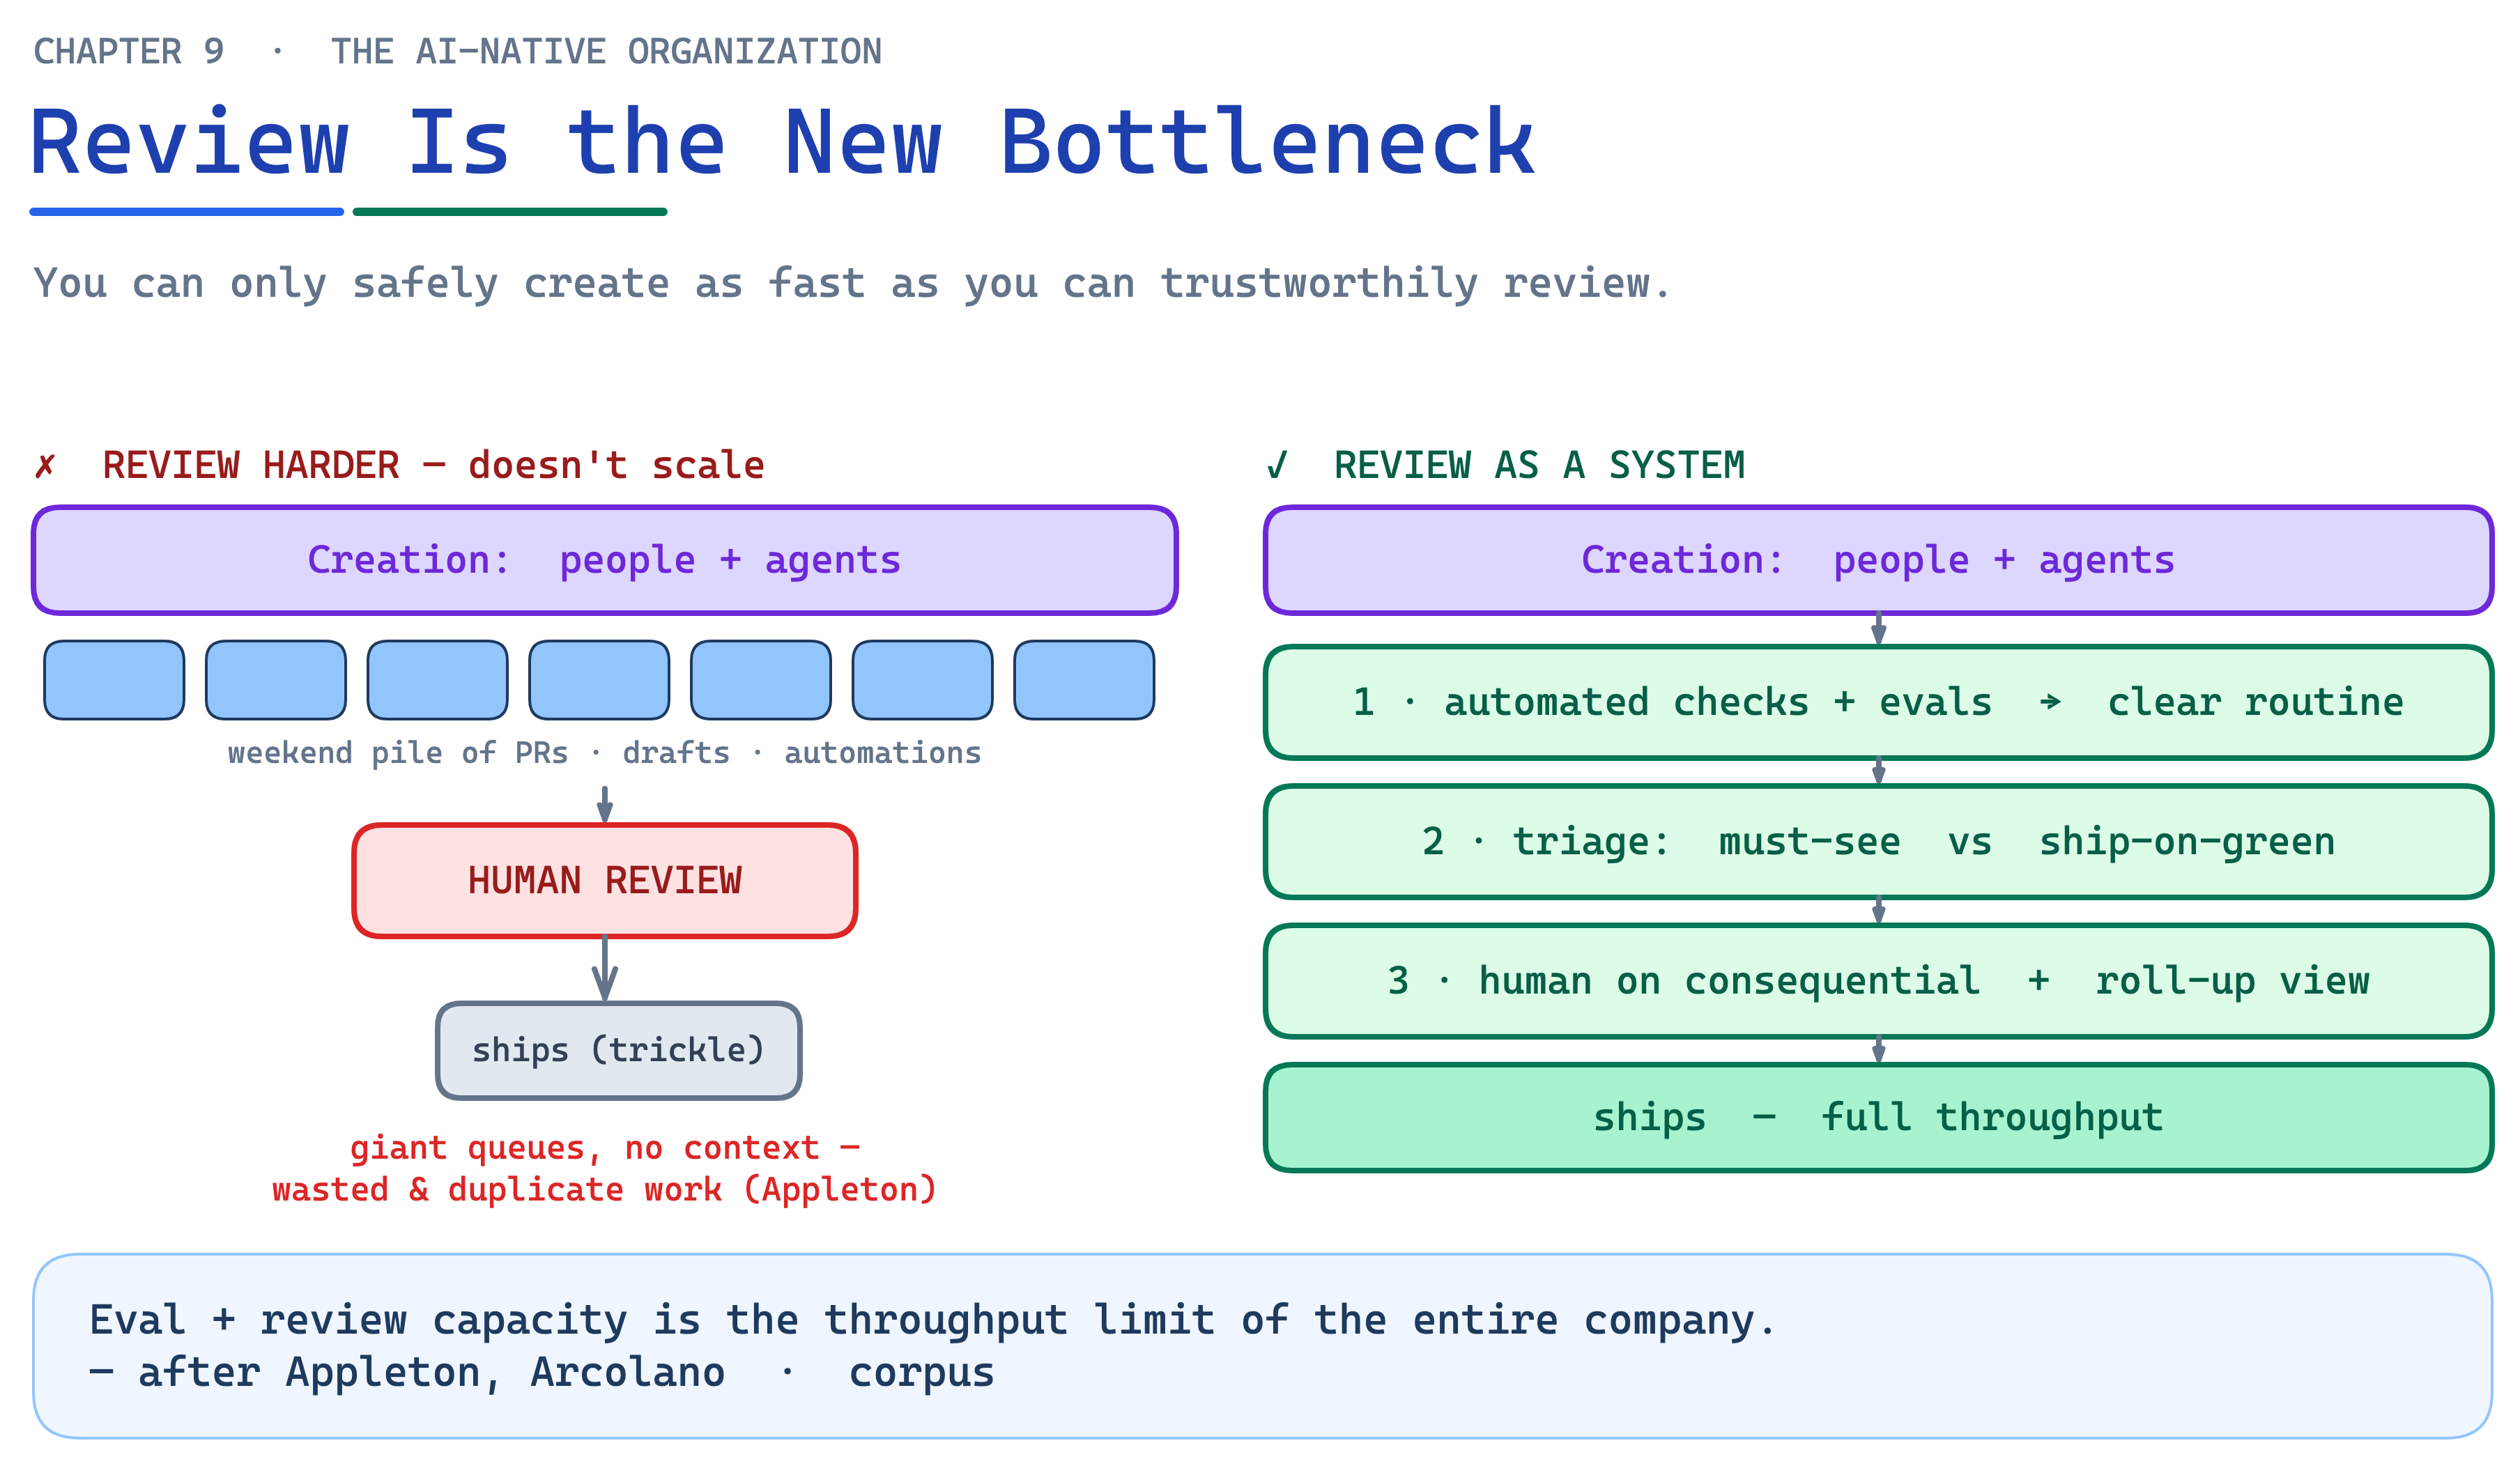 CHAPTER 9 · THE AI–NATIVE ORGANIZATION
Review Is the New Bottleneck
You can only safely create as fast as you can trustworthily review.
✗ REVIEW HARDER — doesn't scale
Creation: people + agents
weekend pile of PRs · drafts · automations
HUMAN REVIEW
ships (trickle)
giant queues, no context —
wasted & duplicate work (Appleton)
✓ REVIEW AS A SYSTEM
Creation: people + agents
1 · automated checks + evals → clear routine
2 · triage: must–see vs ship–on–green
3 · human on consequential + roll–up view
ships — full throughput
Eval + review capacity is the throughput limit of the entire company.
— after Appleton, Arcolano · corpus